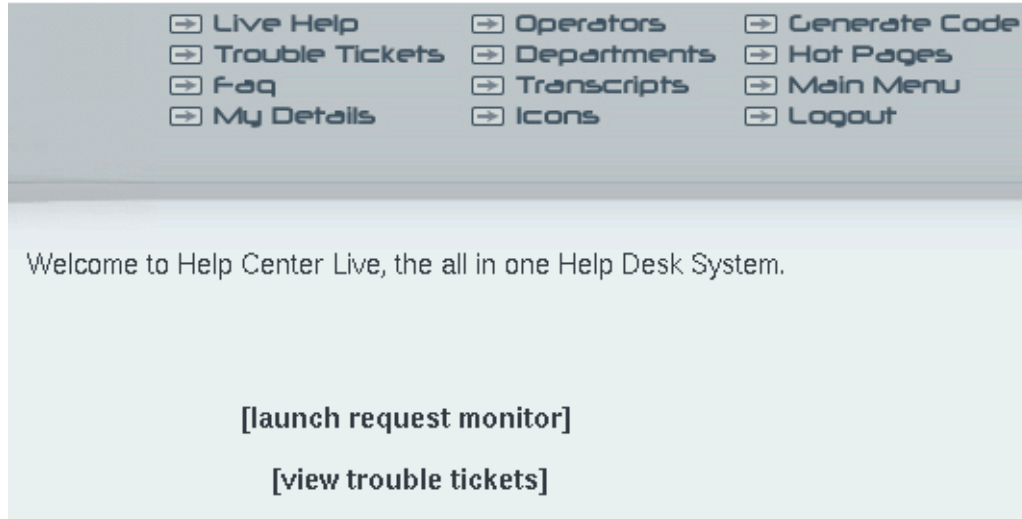 Live Help Operators Generate Code
Trouble Tickets Departments Hot Pages
Faq Transcripts Main Menu
My Details Icons Logout
Welcome to Help Center Live, the all in one Help Desk System.
[launch request monitor]
[view trouble tickets]